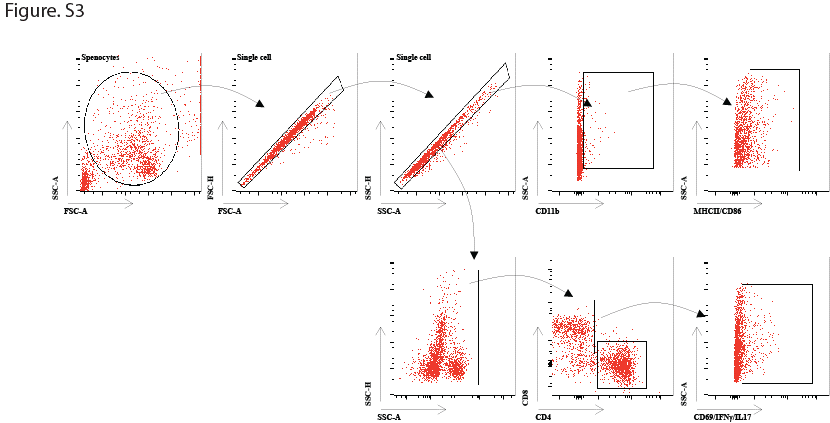 Figure. S3
Spenocytes
Single cell
Single cell
SSC-A
FSC-H
SSC-H
SSC-A
SSC-A
FSC-A
FSC-A
SSC-A
CD11b
MHCII/CD86
SSC-H
CD8
SSC-A
SSC-A
CD4
CD69/IFNγ/IL17